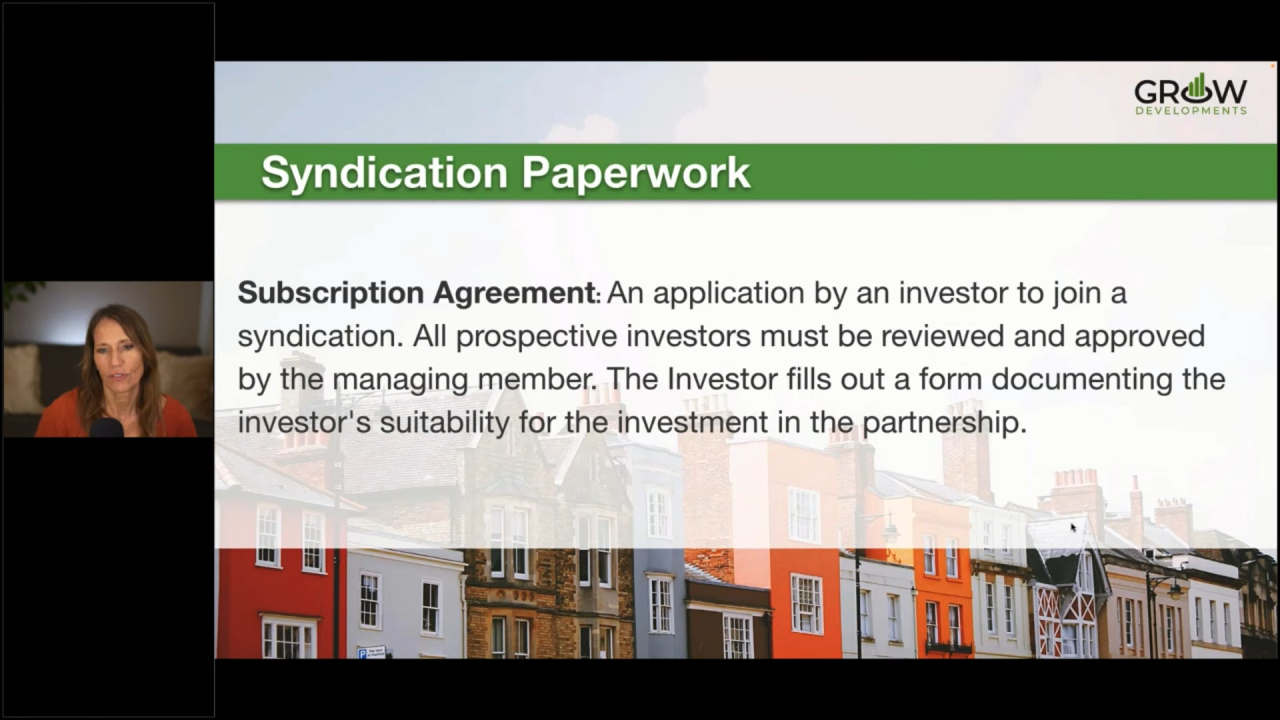 GROW
DEVELOPMENTS
Syndication Paperwork
Subscription Agreement: An application by an investor to join a
syndication. All prospective investors must be reviewed and approved
by the managing member. The Investor fills out a form documenting the
investor's suitability for the investment in the partnership.